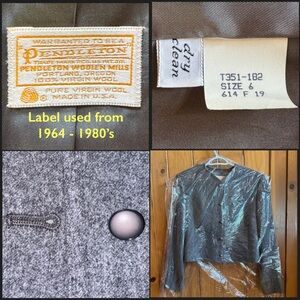 WARRANTED TO BE A
PENDLETON
TRADE MARK REG. U.S. PAT. OFF.
PENDLETON WOOLEN MILLS
PORTLAND, OREGON
100% VIRGIN WOOL
PURE VIRGIN WOOL
MADE IN U.S.A.
Label used from
1964 - 1980's
dry
clean
T351-182
SIZE 6
614 F 19